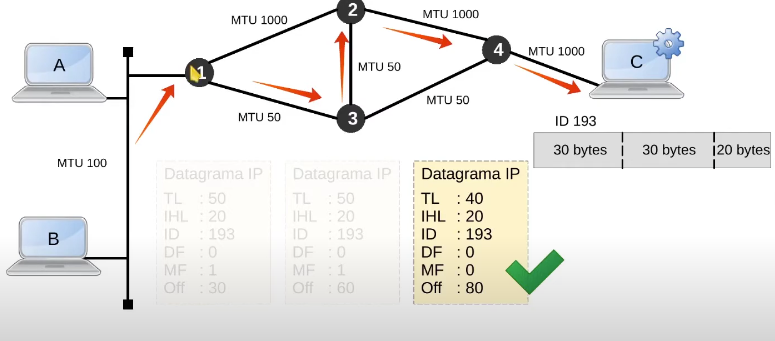 2
MTU 1000
MTU 1000
A
1
4
MTU 1000
C
MTU 50
MTU 50
3
MTU 50
ID 193
30 bytes 30 bytes 20 bytes
MTU 100
B
Datagrama IP
TL : 50
IHL : 20
ID : 193
DF : 0
MF : 1
Off : 30
Datagrama IP
TL : 50
IHL : 20
ID : 193
DF : 0
MF : 1
Off : 60
Datagrama IP
TL : 40
IHL : 20
ID : 193
DF : 0
MF : 0
Off : 80